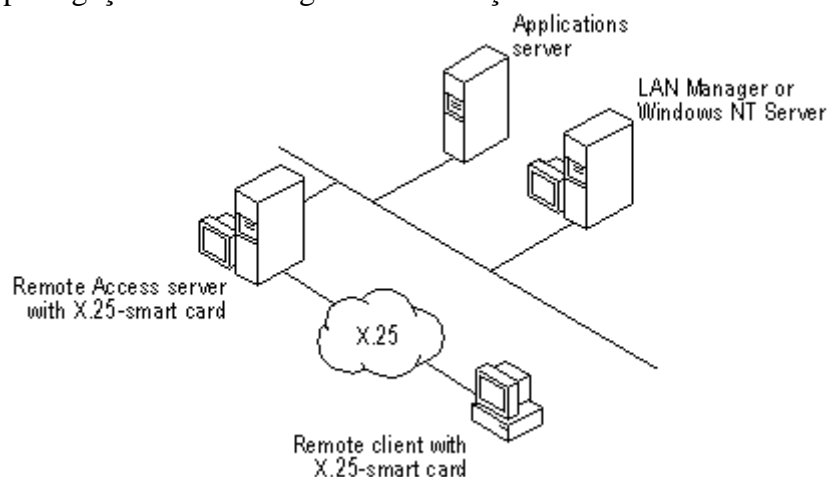 Applications
server
LAN Manager or
Windows NT Server
Remote Access server
with X.25-smart card
X.25
Remote client with
X.25-smart card